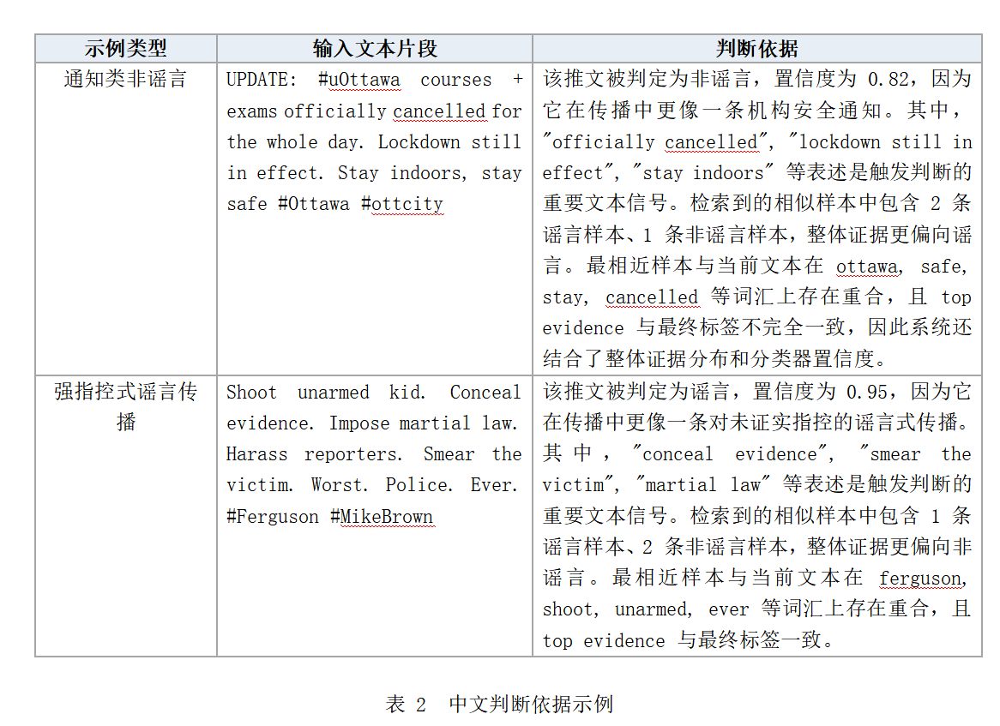 示例类型
输入文本片段
判断依据
通知类非谣言
UPDATE: #uOttawa courses +
exams officially cancelled for
the whole day. Lockdown still
in effect. Stay indoors, stay
safe #Ottawa #ottcity
该推文被判定为非谣言，置信度为 0.82，因为
它在传播中更像一条机构安全通知。其中，
"officially cancelled", "lockdown still in
effect", "stay indoors" 等表述是触发判断的
重要文本信号。检索到的相似样本中包含 2 条
谣言样本、1 条非谣言样本，整体证据更偏向谣
言。最相近样本与当前文本在 ottawa, safe,
stay, cancelled 等词汇上存在重合，且 top
evidence 与最终标签不完全一致，因此系统还
结合了整体证据分布和分类器置信度。
强指控式谣言传
播
Shoot unarmed kid. Conceal
evidence. Impose martial law.
Harass reporters. Smear the
victim. Worst. Police. Ever.
#Ferguson #MikeBrown
该推文被判定为谣言，置信度为 0.95，因为它
在传播中更像一条对未证实指控的谣言式传播。
其中，"conceal evidence", "smear the
victim", "martial law" 等表述是触发判断的
重要文本信号。检索到的相似样本中包含 1 条
谣言样本、2 条非谣言样本，整体证据更偏向非
谣言。最相近样本与当前文本在 ferguson,
shoot, unarmed, ever 等词汇上存在重合，且
top evidence 与最终标签一致。
表 2 中文判断依据示例